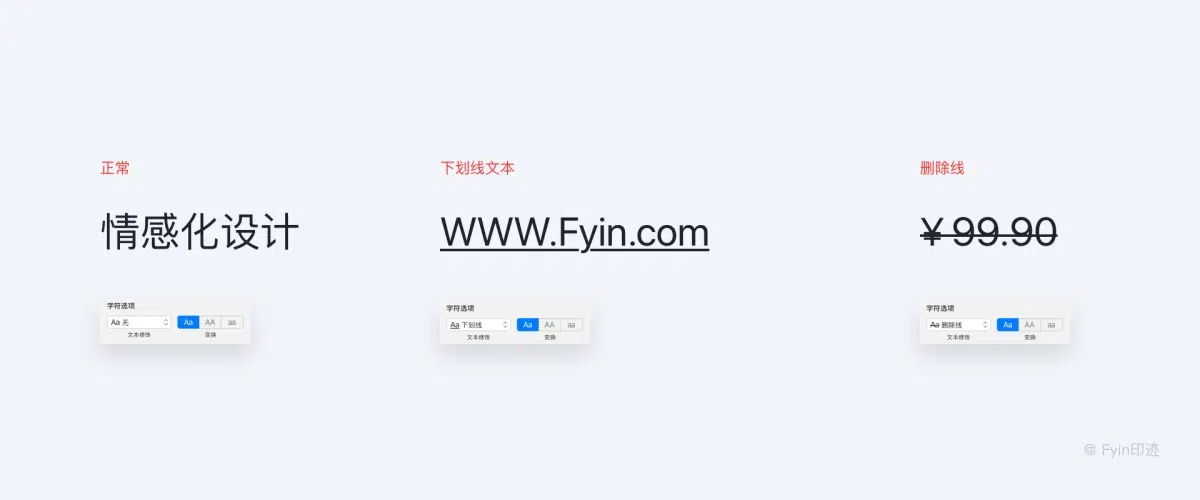 正常
情感化设计
字符选项
Aa 无
Aa AA aa
文本修饰 变换
下划线文本
WWW.Fyin.com
字符选项
Aa 下划线
Aa AA aa
文本修饰 变换
删除线
¥ 99.90
字符选项
Aa 删除线
Aa AA aa
文本修饰 变换
@ Fyin印迹